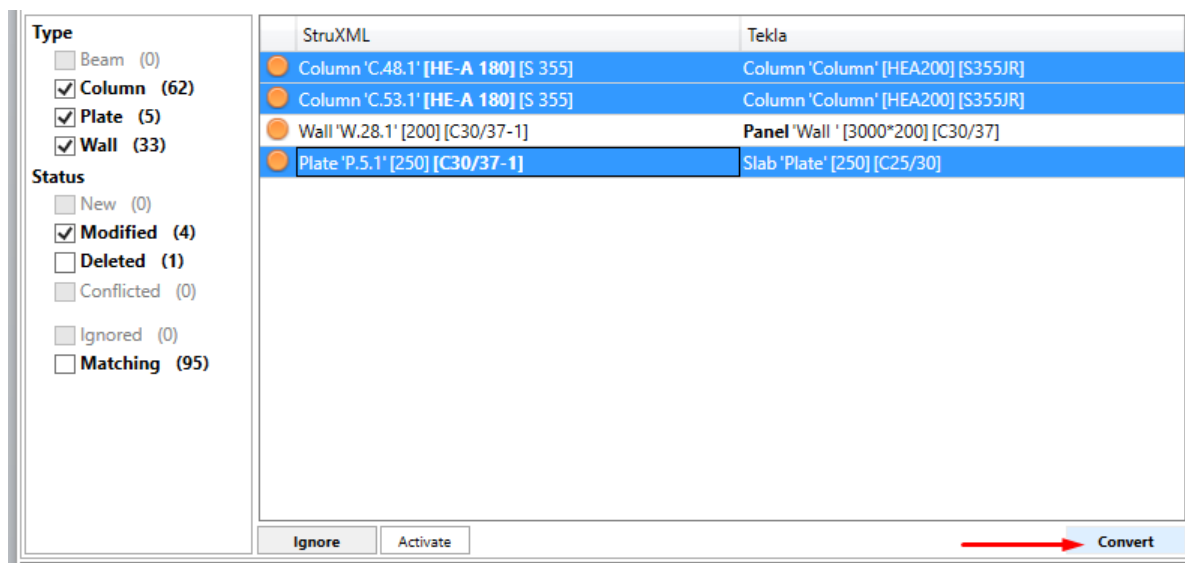 Type
Beam (0)
Column (62)
Plate (5)
Wall (33)
Status
New (0)
Modified (4)
Deleted (1)
Conflicted (0)
Ignored (0)
Matching (95)
StruXML Tekla
Column 'C.48.1' [HE-A 180] [S 355] Column 'Column' [HEA200] [S355JR]
Column 'C.53.1' [HE-A 180] [S 355] Column 'Column' [HEA200] [S355JR]
Wall 'W.28.1' [200] [C30/37-1] Panel 'Wall ' [3000*200] [C30/37]
Plate 'P.5.1' [250] [C30/37-1] Slab 'Plate' [250] [C25/30]
Ignore Activate Convert